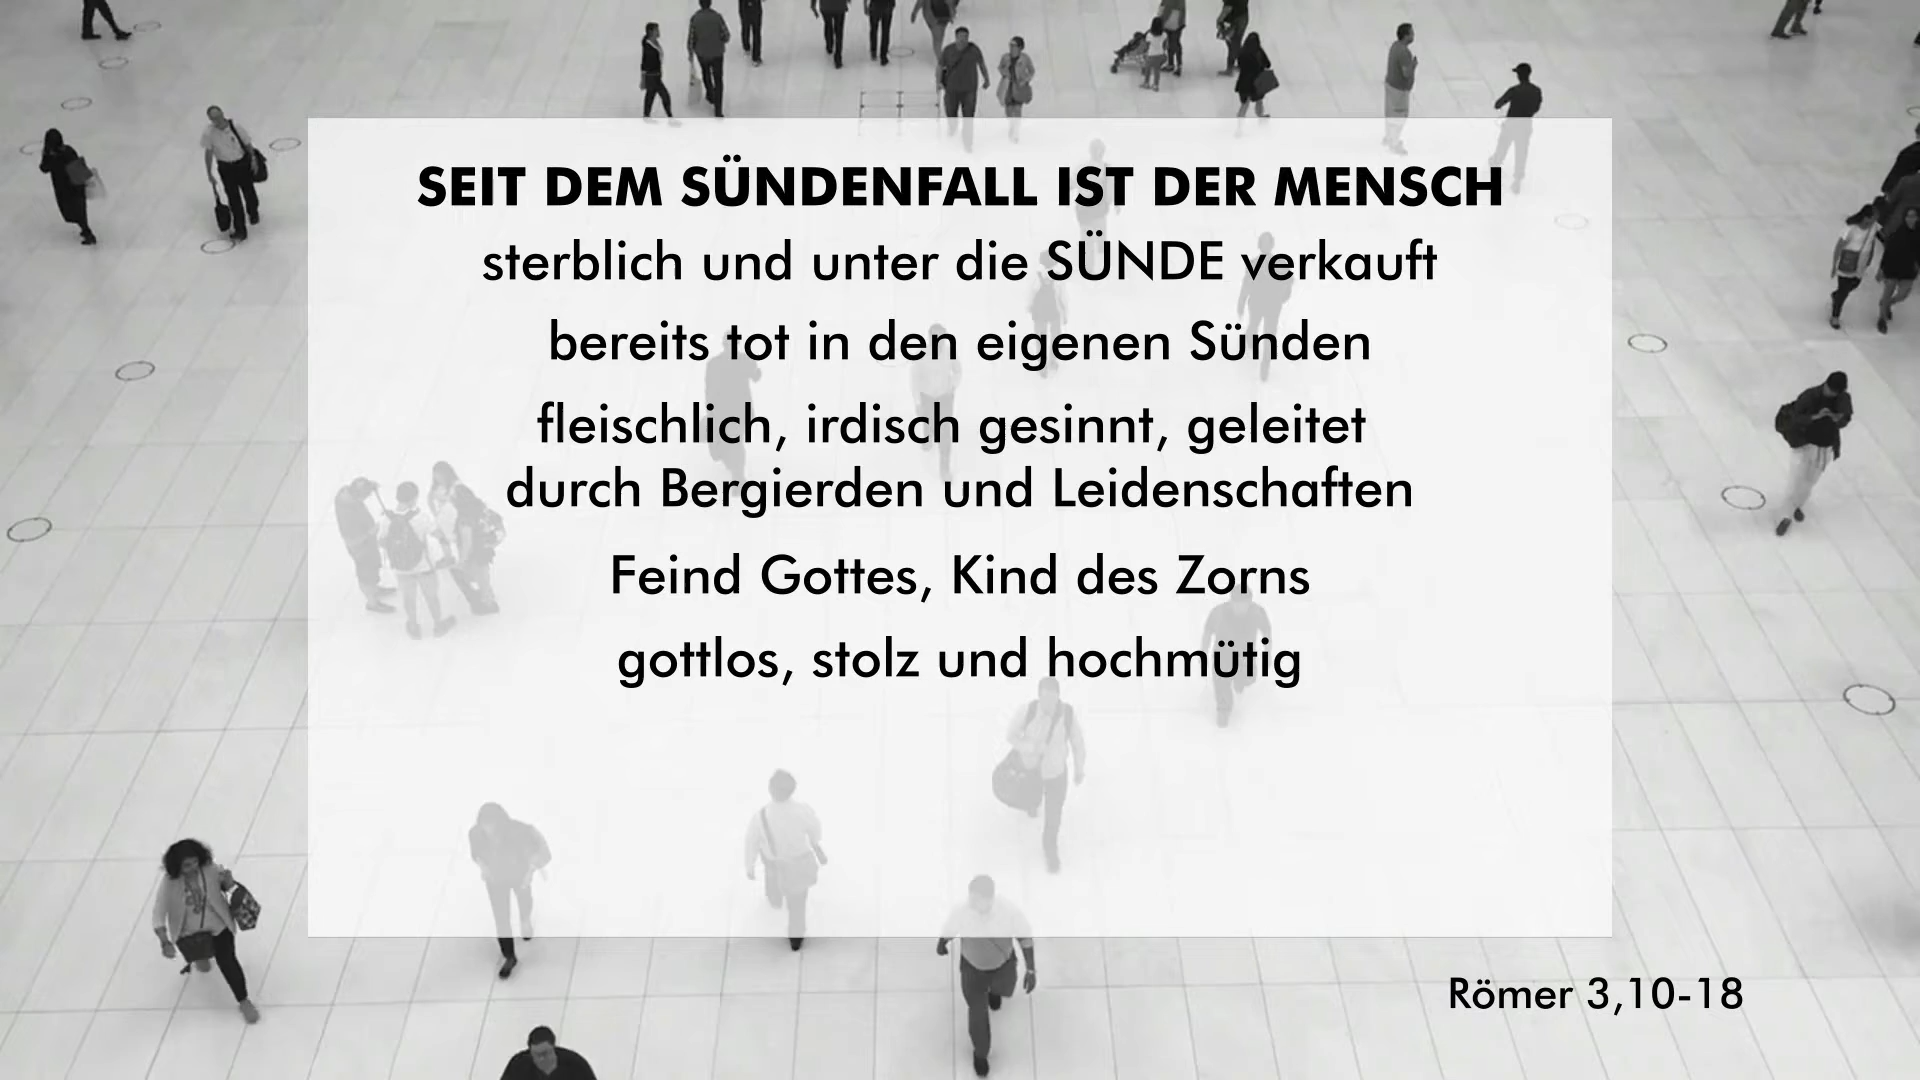 SEIT DEM SÜNDENFALL IST DER MENSCH
sterblich und unter die SÜNDE verkauft
bereits tot in den eigenen Sünden
fleischlich, irdisch gesinnt, geleitet
durch Bergierden und Leidenschaften
Feind Gottes, Kind des Zorns
gottlos, stolz und hochmütig
Römer 3,10-18